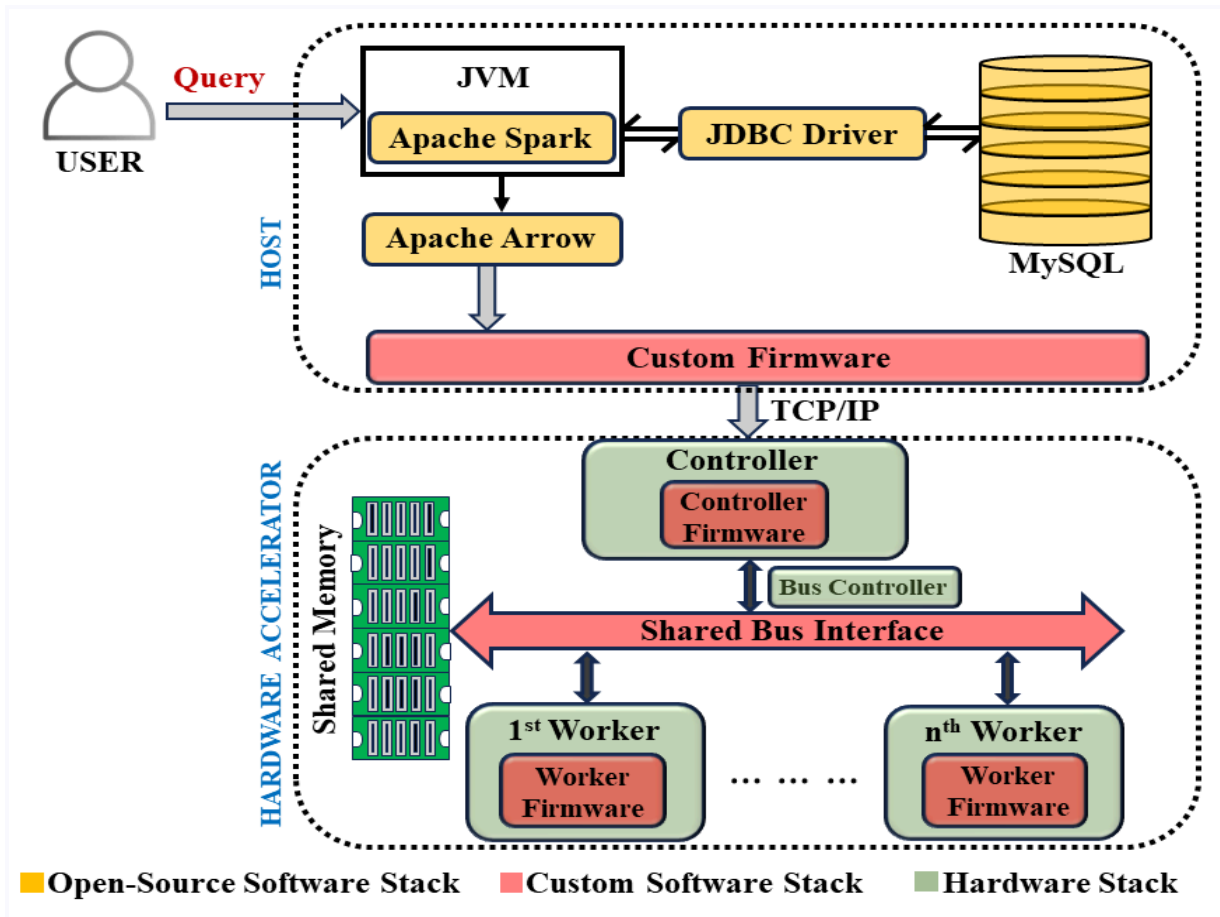 Query
USER
JVM
Apache Spark
JDBC Driver
MySQL
Apache Arrow
HOST
Custom Firmware
TCP/IP
HARDWARE ACCELERATOR
Shared Memory
Controller
Controller
Firmware
Bus Controller
Shared Bus Interface
1st Worker
Worker
Firmware
... ... ...
nth Worker
Worker
Firmware
Open-Source Software Stack
Custom Software Stack
Hardware Stack